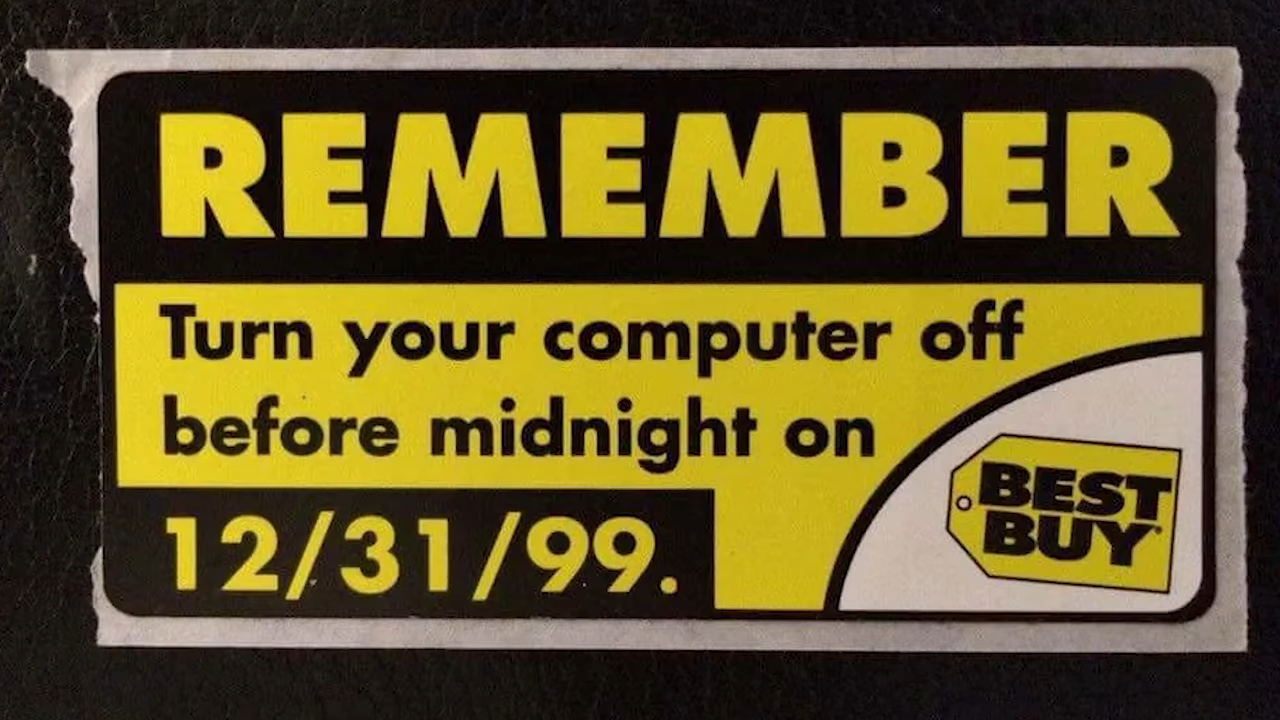 REMEMBER
Turn your computer off
before midnight on
12/31/99.
BEST
BUY